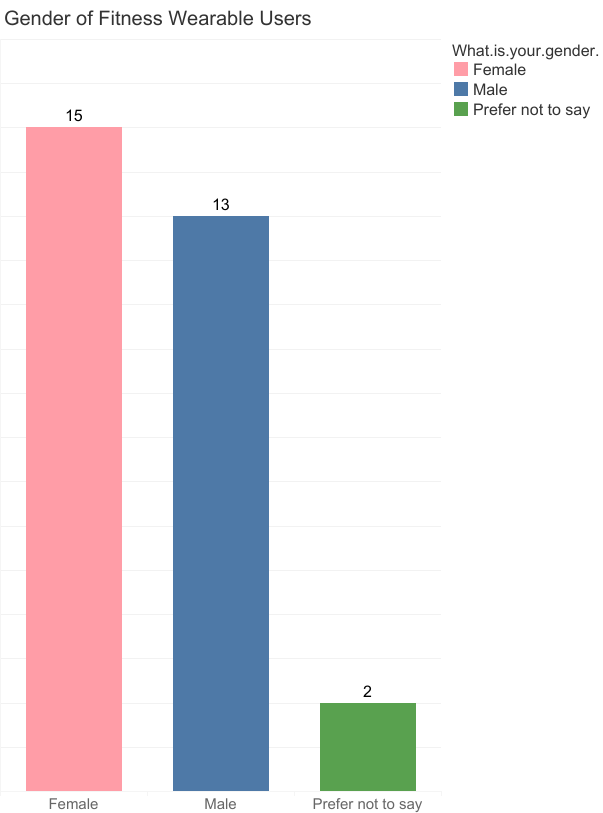 Gender of Fitness Wearable Users
What.is.your.gender.
Female
Male
Prefer not to say
15
13
2
Female
Male
Prefer not to say